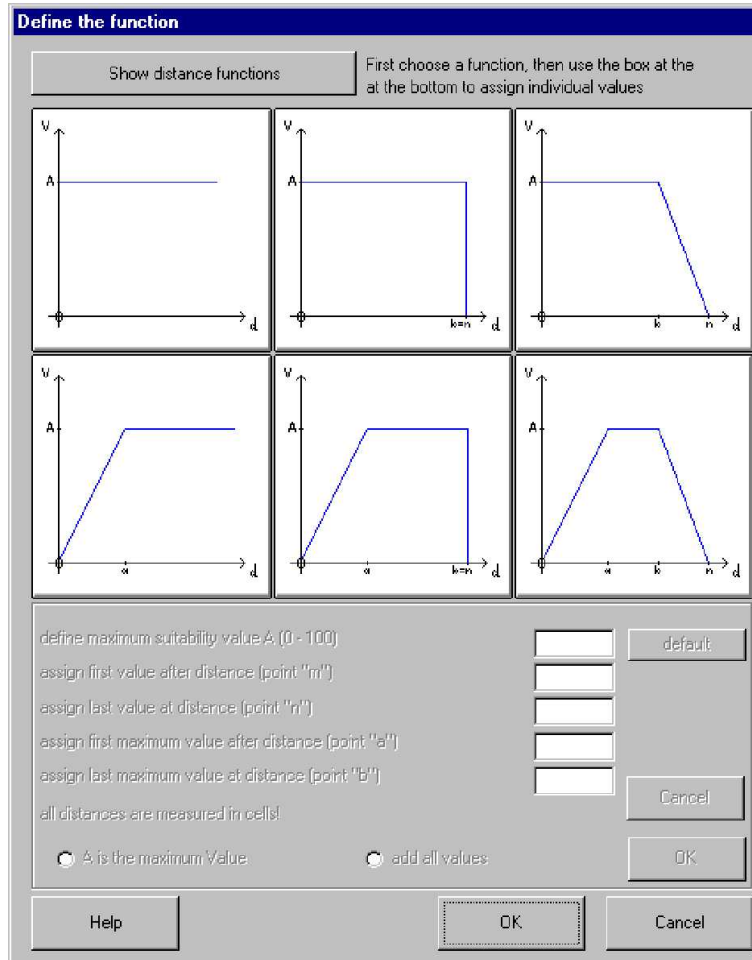 Define the function
Show distance functions
First choose a function, then use the box at the
at the bottom to assign individual values
V
A
0
d
V
A
0
b=n
d
V
A
0
b
n
d
V
A
0
a
d
V
A
0
a
b=n
d
V
A
0
a
b
n
d
define maximum suitability value A (0 - 100)
default
assign first value after distance (point "m")
assign last value at distance (point "n")
assign first maximum value after distance (point "a")
assign last maximum value at distance (point "b")
Cancel
all distances are measured in cells!
A is the maximum Value
add all values
OK
Help
OK
Cancel